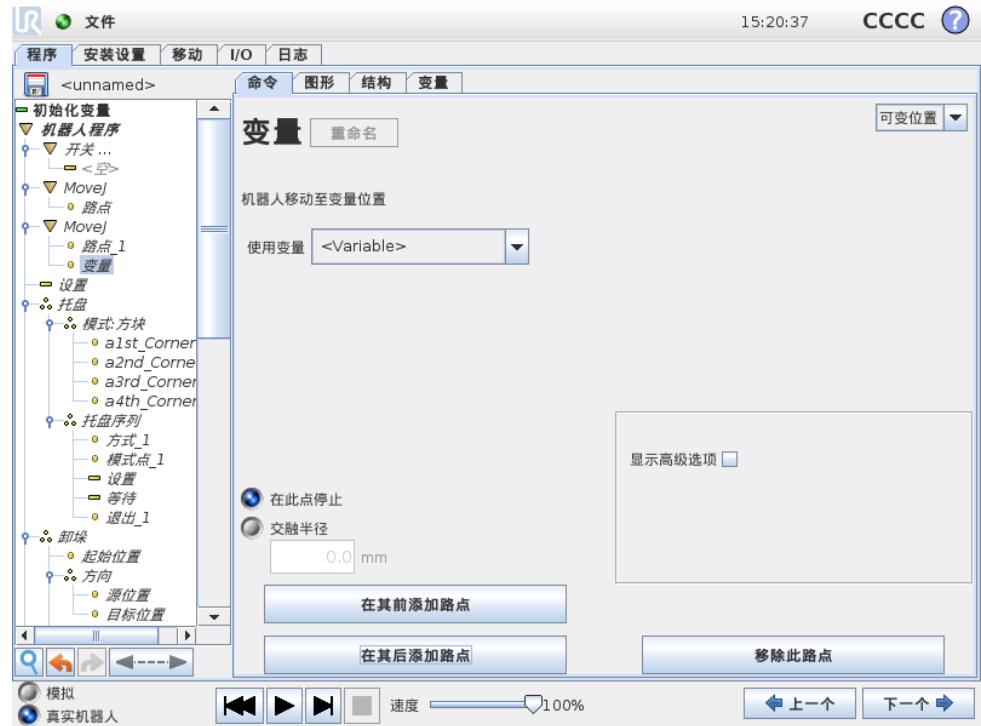 UR 文件 15:20:37 CCCC ?
程序 安装设置 移动 I/O 日志
<unnamed>
命令 图形 结构 变量
初始化变量
机器人程序
开关 ...
<空>
MoveJ
路点
MoveJ
路点_1
变量
设置
托盘
模式:方块
a1st_Corner
a2nd_Corne
a3rd_Corner
a4th_Corner
托盘序列
方式_1
模式点_1
设置
等待
退出_1
卸垛
起始位置
方向
源位置
目标位置
变量 重命名
可变位置
机器人移动至变量位置
使用变量 <Variable>
显示高级选项
在此点停止
交融半径
0.0 mm
在其前添加路点
在其后添加路点 移除此路点
模拟
真实机器人
速度 100%
上一个 下一个